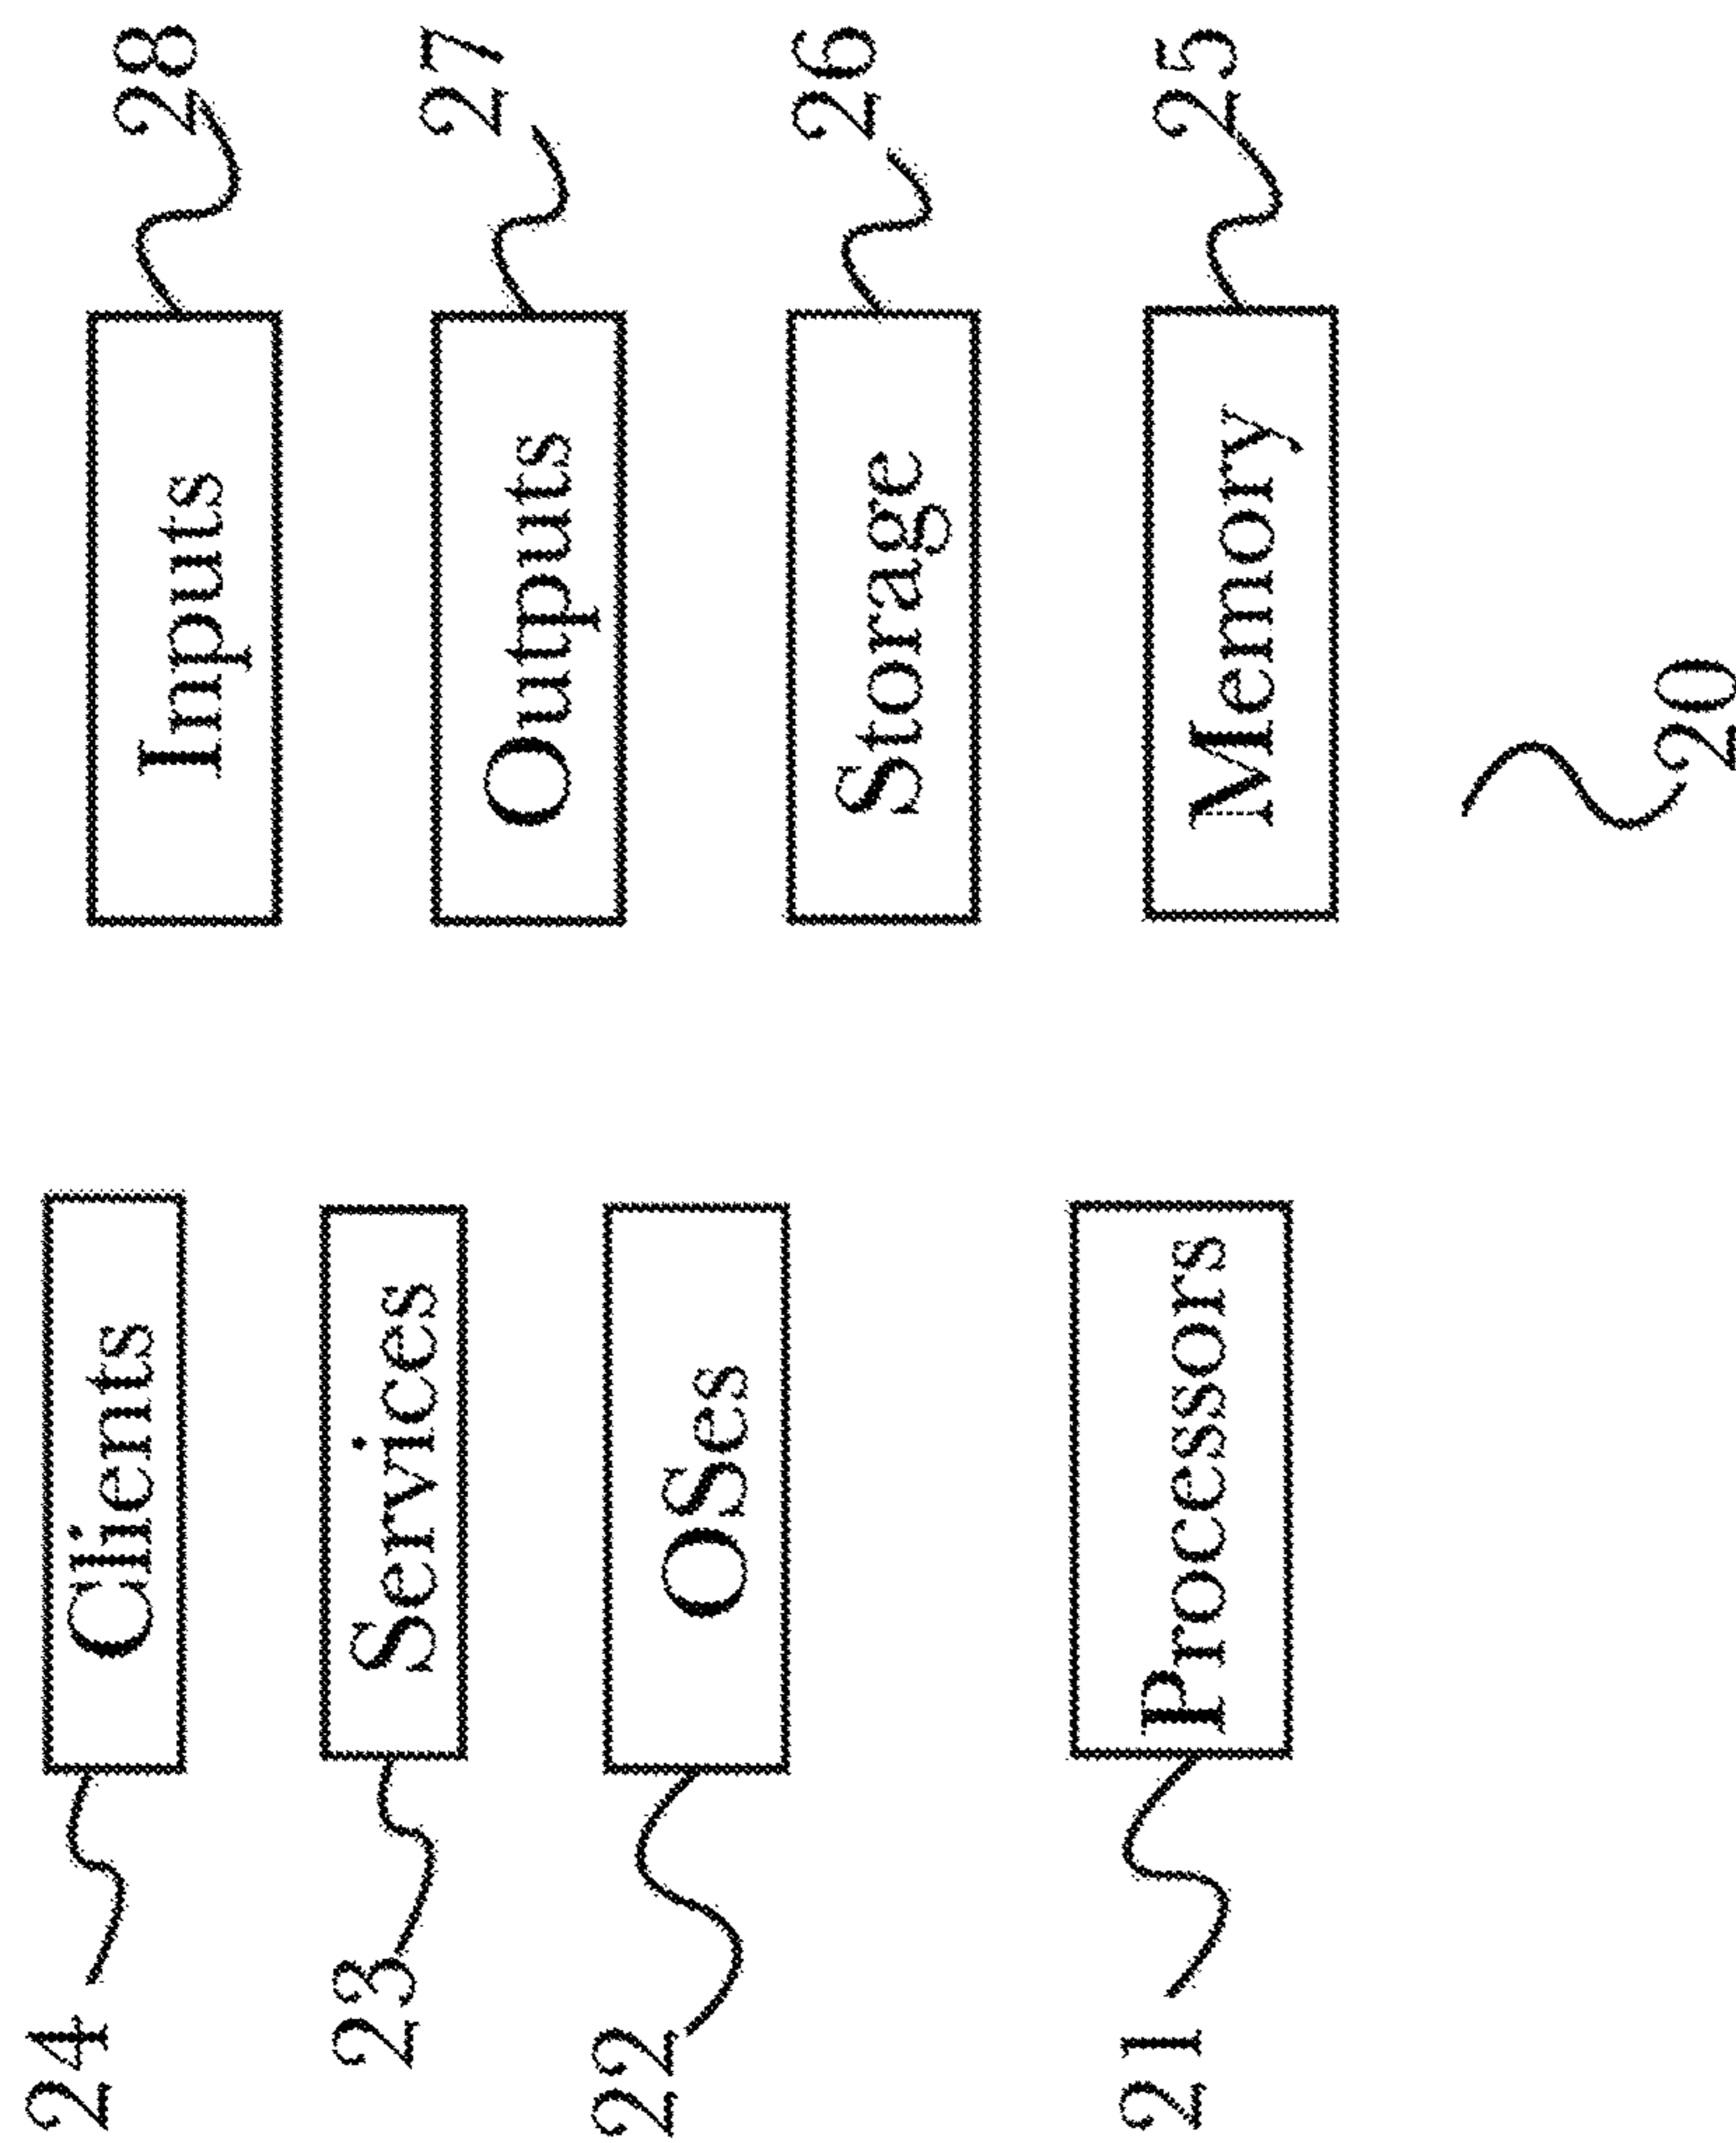 24 Clients Inputs 28
23 Services Outputs 27
22 OSes Storage 26
21 Processors Memory 25
20